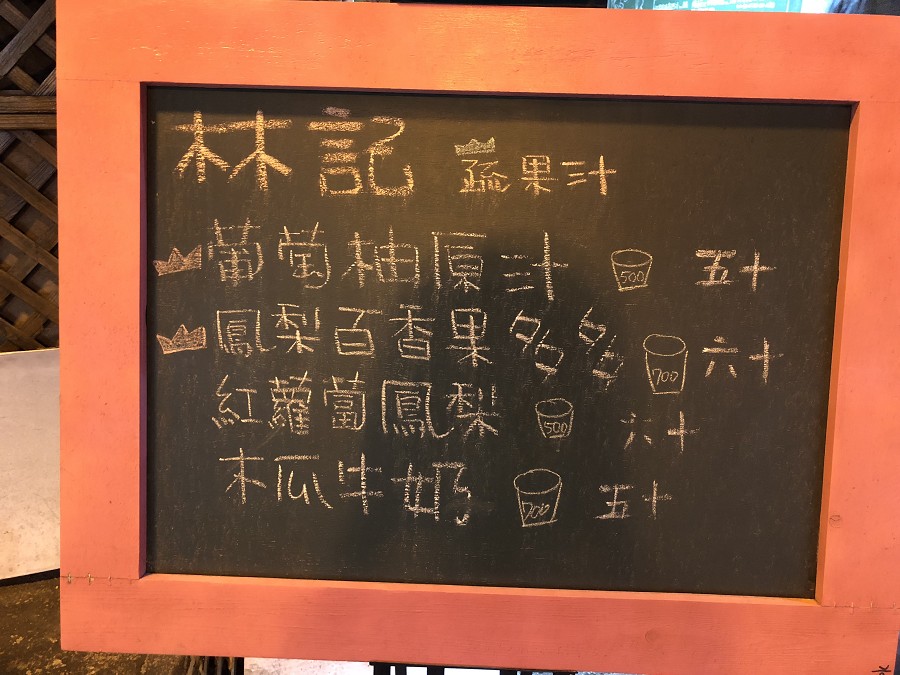 林記 蔬果汁
葡萄柚原汁 500 五十
鳳梨百香果多多 700 六十
紅蘿蔔鳳梨 500 六十
木瓜牛奶 700 五十